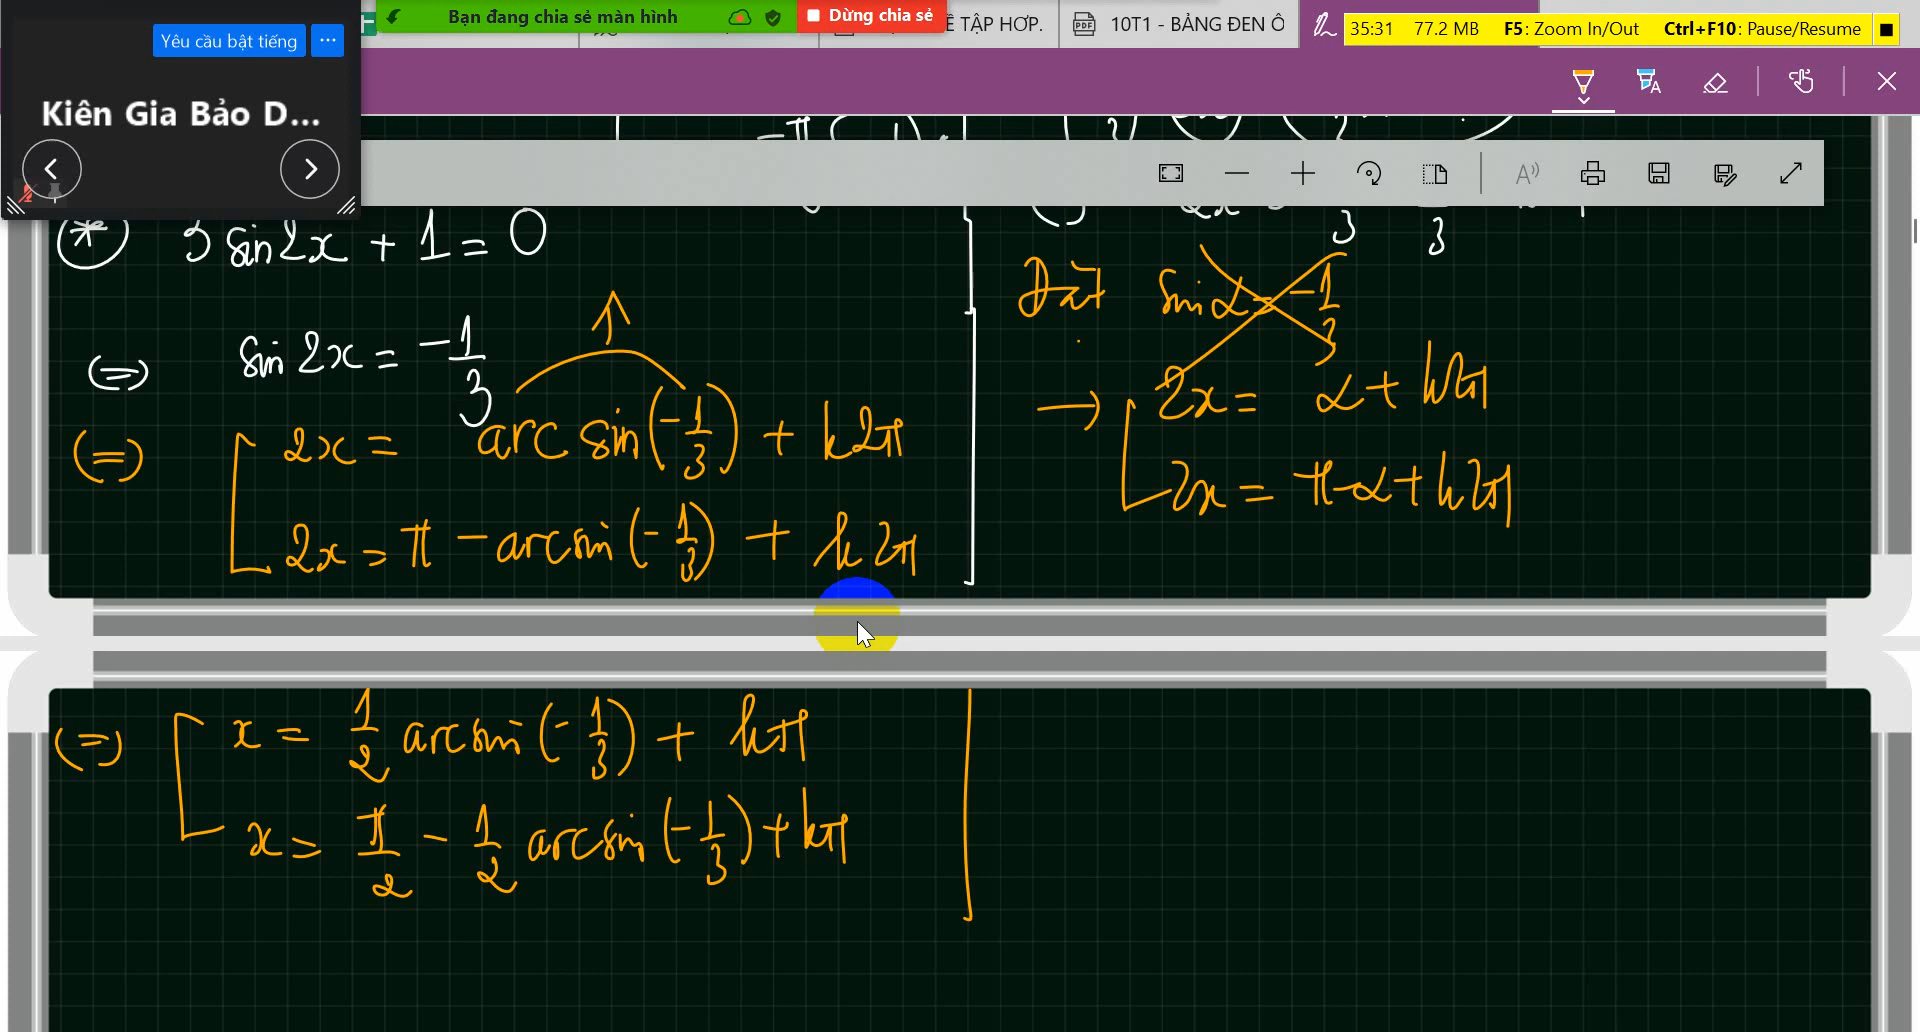 Bạn đang chia sẻ màn hình
Dừng chia sẻ
Ề TẬP HƠP.
10T1 - BẢNG ĐEN Ô
35:31 77.2 MB F5: Zoom In/Out Ctrl+F10: Pause/Resume
Yêu cầu bật tiếng
Kiên Gia Bảo D...
(*) 3 sin2x + 1 = 0
(=) sin 2x = -1/3
(=) [ 2x = arc sin(-1/3) + k2π
2x = π - arcsin(-1/3) + k2π
Đặt sin α = -1/3
→ [ 2x = α + k2π
2x = π - α + k2π
(=) [ x = 1/2 arcsin(-1/3) + kπ
x = π/2 - 1/2 arcsin(-1/3) + kπ